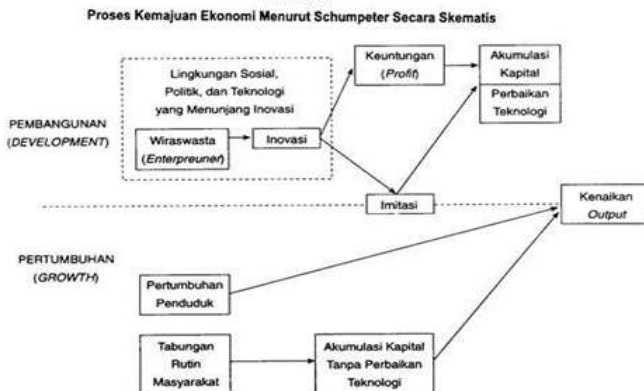 Proses Kemajuan Ekonomi Menurut Schumpeter Secara Skematis
Lingkungan Sosial,
Politik, dan Teknologi
yang Menunjang Inovasi
Keuntungan
(Profit)
Akumulasi
Kapital
Perbaikan
Teknologi
PEMBANGUNAN
(DEVELOPMENT)
Wiraswasta
(Enterpreuner)
Inovasi
Imitasi
Kenaikan
Output
PERTUMBUHAN
(GROWTH)
Pertumbuhan
Penduduk
Tabungan
Rutin
Masyarakat
Akumulasi Kapital
Tanpa Perbaikan
Teknologi